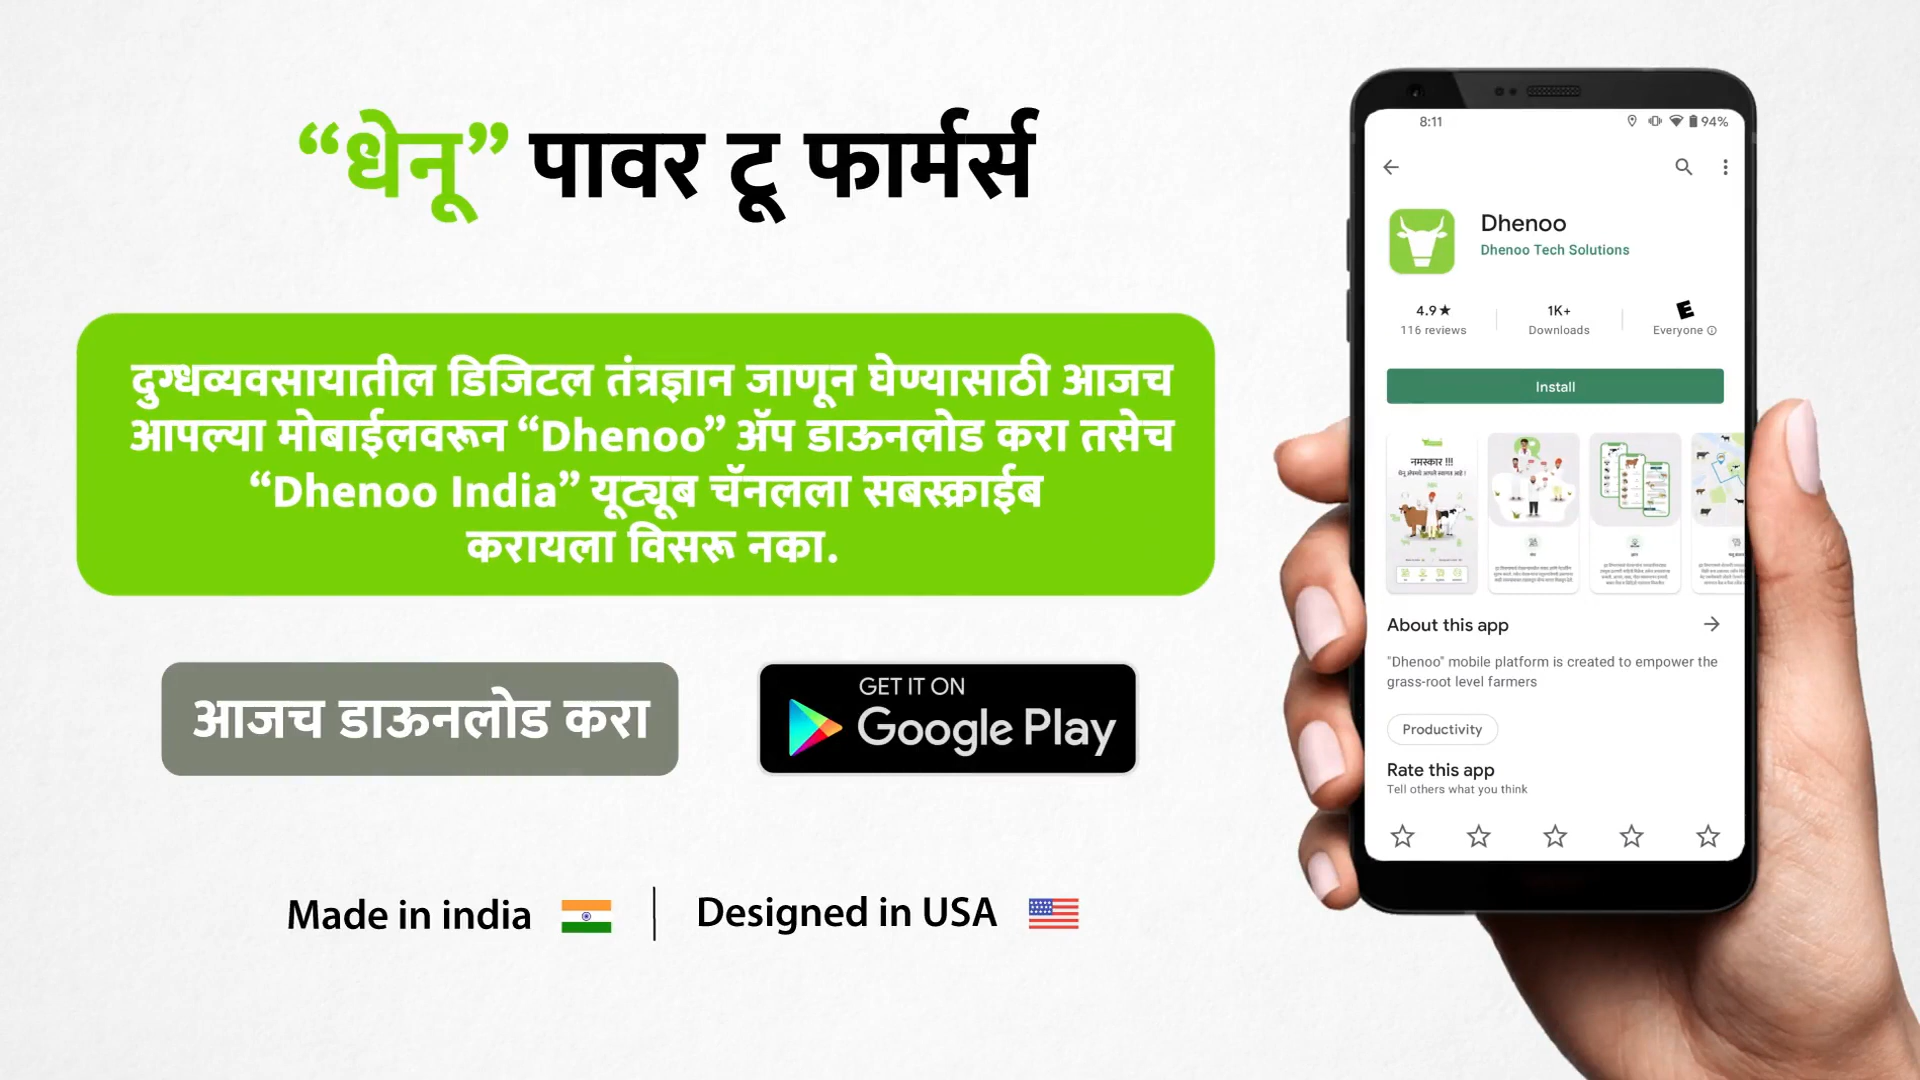 “धेनू” पावर टू फार्मर्स
दुग्धव्यवसायातील डिजिटल तंत्रज्ञान जाणून घेण्यासाठी आजच
आपल्या मोबाईलवरून “Dhenoo” ॲप डाऊनलोड करा तसेच
“Dhenoo India” यूट्यूब चॅनलला सबस्क्राईब
करायला विसरू नका.
आजच डाऊनलोड करा
GET IT ON
Google Play
Made in india
Designed in USA
8:11
94%
Dhenoo
Dhenoo Tech Solutions
4.9★
116 reviews
1K+
Downloads
E
Everyone
Install
नमस्कार !!!
About this app
"Dhenoo" mobile platform is created to empower the
grass-root level farmers
Productivity
Rate this app
Tell others what you think